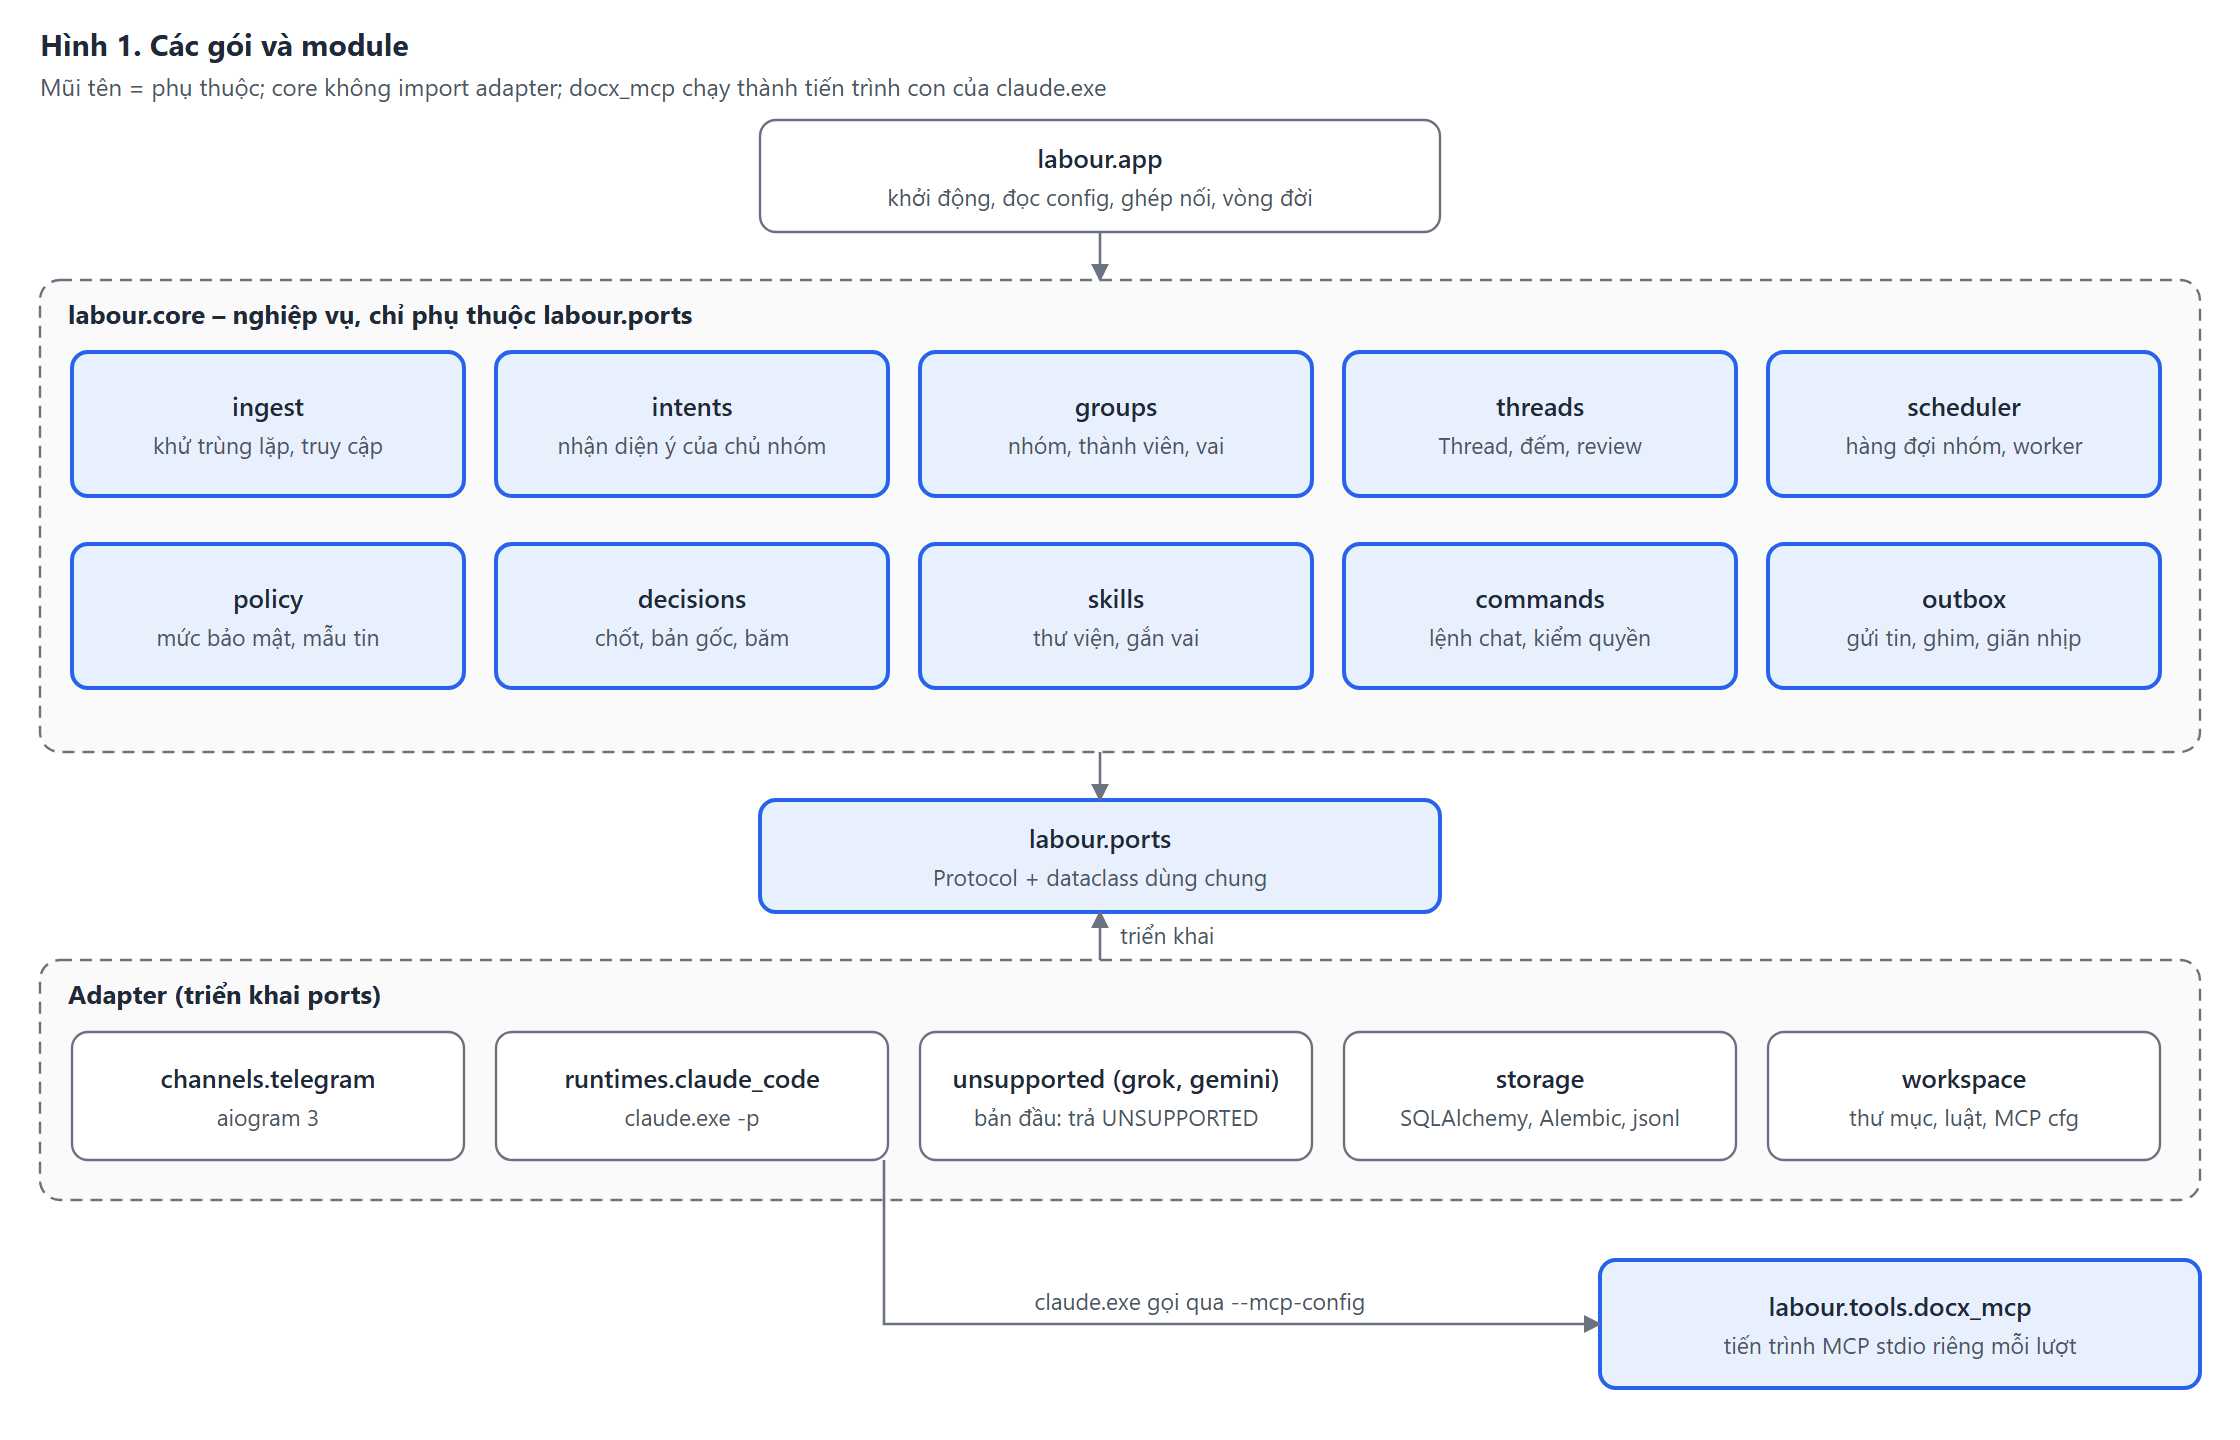 Hình 1. Các gói và module
Mũi tên = phụ thuộc; core không import adapter; docx_mcp chạy thành tiến trình con của claude.exe
labour.app
khởi động, đọc config, ghép nối, vòng đời
labour.core – nghiệp vụ, chỉ phụ thuộc labour.ports
ingest
khử trùng lặp, truy cập
intents
nhận diện ý của chủ nhóm
groups
nhóm, thành viên, vai
threads
Thread, đếm, review
scheduler
hàng đợi nhóm, worker
policy
mức bảo mật, mẫu tin
decisions
chốt, bản gốc, băm
skills
thư viện, gắn vai
commands
lệnh chat, kiểm quyền
outbox
gửi tin, ghim, giãn nhịp
labour.ports
Protocol + dataclass dùng chung
triển khai
Adapter (triển khai ports)
channels.telegram
aiogram 3
runtimes.claude_code
claude.exe -p
unsupported (grok, gemini)
bản đầu: trả UNSUPPORTED
storage
SQLAlchemy, Alembic, jsonl
workspace
thư mục, luật, MCP cfg
claude.exe gọi qua --mcp-config
labour.tools.docx_mcp
tiến trình MCP stdio riêng mỗi lượt